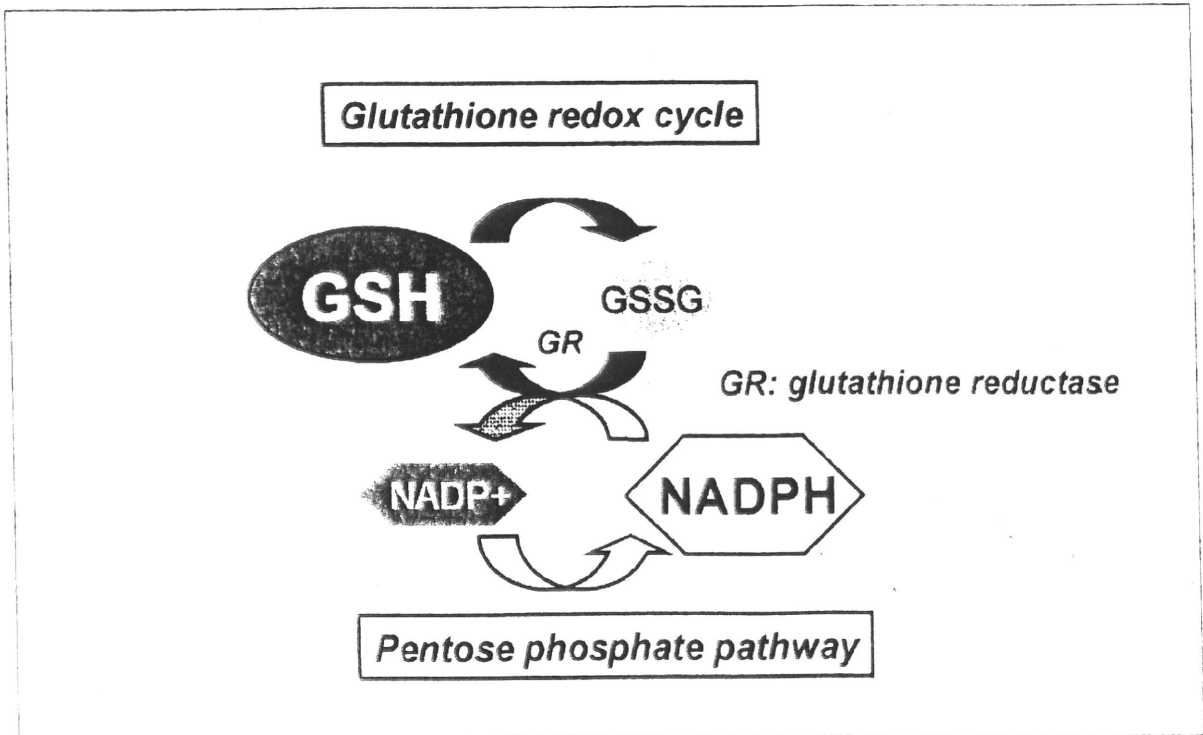 Glutathione redox cycle
GSH
GSSG
GR
GR: glutathione reductase
NADP+
NADPH
Pentose phosphate pathway